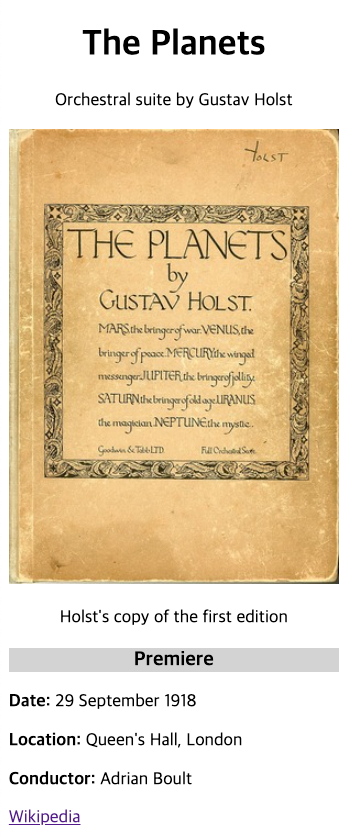 The Planets
Orchestral suite by Gustav Holst
HOLST
THE PLANETS
by
GUSTAV HOLST.
MARS, the bringer of war. VENUS, the
bringer of peace. MERCURY, the winged
messenger. JUPITER, the bringer of jollity.
SATURN, the bringer of old age. URANUS,
the magician. NEPTUNE, the mystic.
Goodwin & Tabb LTD. Full Orchestral Score.
Holst's copy of the first edition
Premiere
Date: 29 September 1918
Location: Queen's Hall, London
Conductor: Adrian Boult
Wikipedia